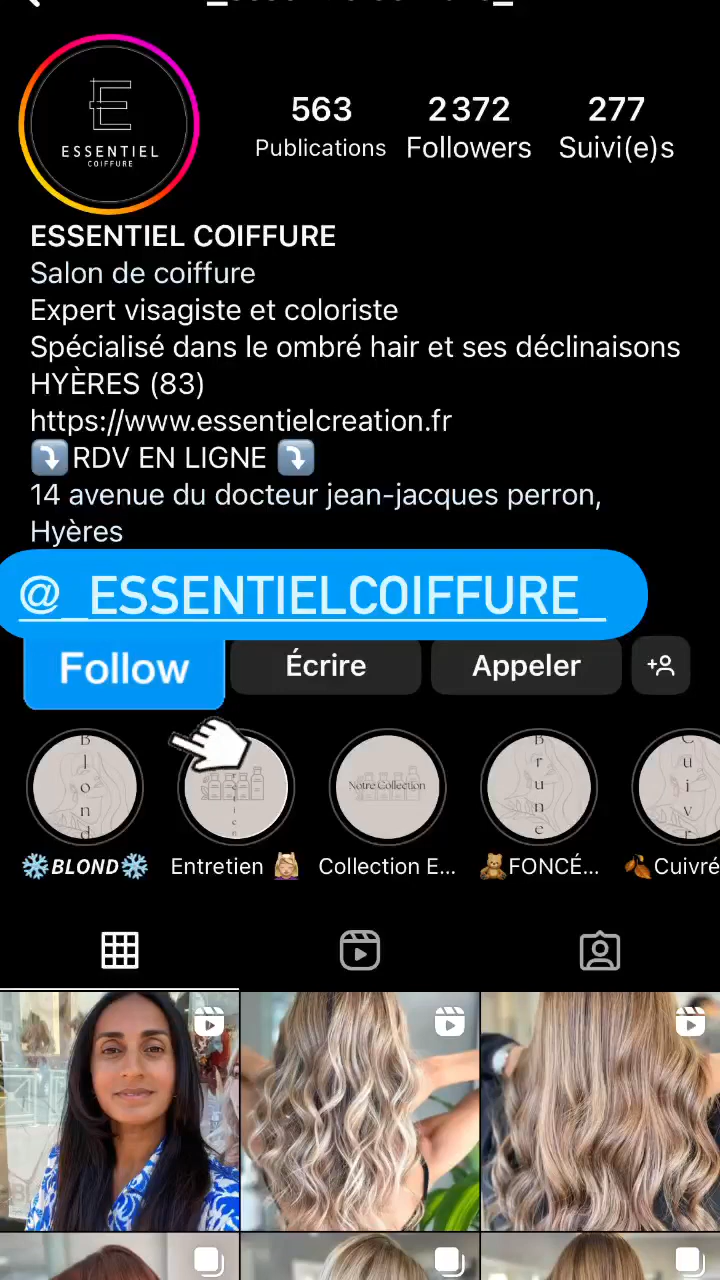 ESSENTIEL
COIFFURE
563
Publications
2 372
Followers
277
Suivi(e)s
ESSENTIEL COIFFURE
Salon de coiffure
Expert visagiste et coloriste
Spécialisé dans le ombré hair et ses déclinaisons
HYÈRES (83)
https://www.essentielcreation.fr
⤵️RDV EN LIGNE ⤵️
14 avenue du docteur jean-jacques perron,
Hyères
@_ESSENTIELCOIFFURE_
Follow
Écrire
Appeler
Blond
Notre Collection
Brune
❄️BLOND❄️
Entretien 💆🏼‍♀️
Collection E...
🧸FONCÉ...
🍂Cuivré